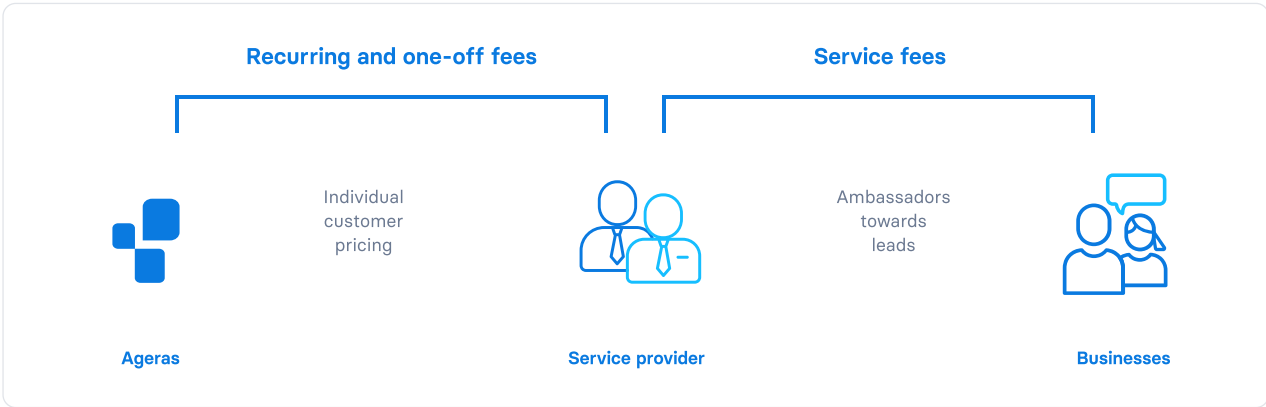 Recurring and one-off fees
Service fees
Individual
customer
pricing
Ambassadors
towards
leads
Ageras
Service provider
Businesses